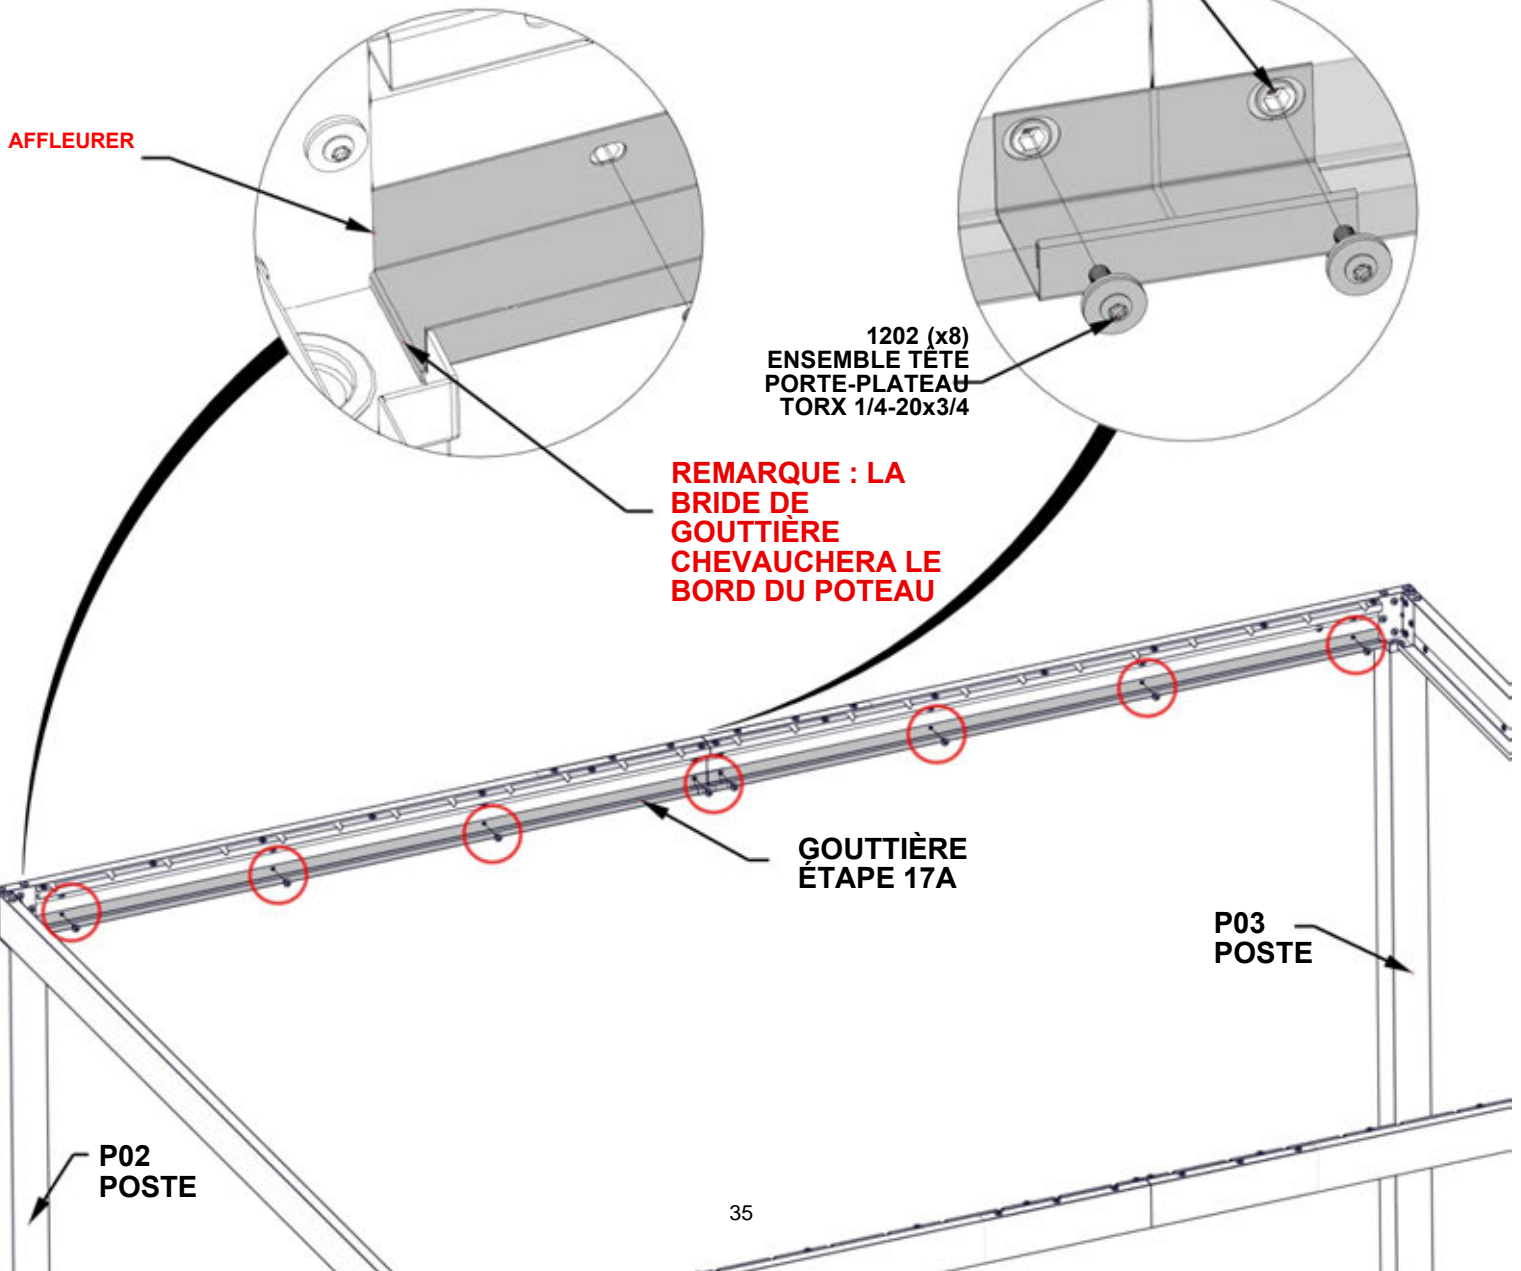 AFFLEURER
1202 (x8)
ENSEMBLE TÊTE
PORTE-PLATEAU
TORX 1/4-20x3/4
REMARQUE : LA
BRIDE DE
GOUTTIÈRE
CHEVAUCHERA LE
BORD DU POTEAU
GOUTTIÈRE
ÉTAPE 17A
P03
POSTE
P02
POSTE
35